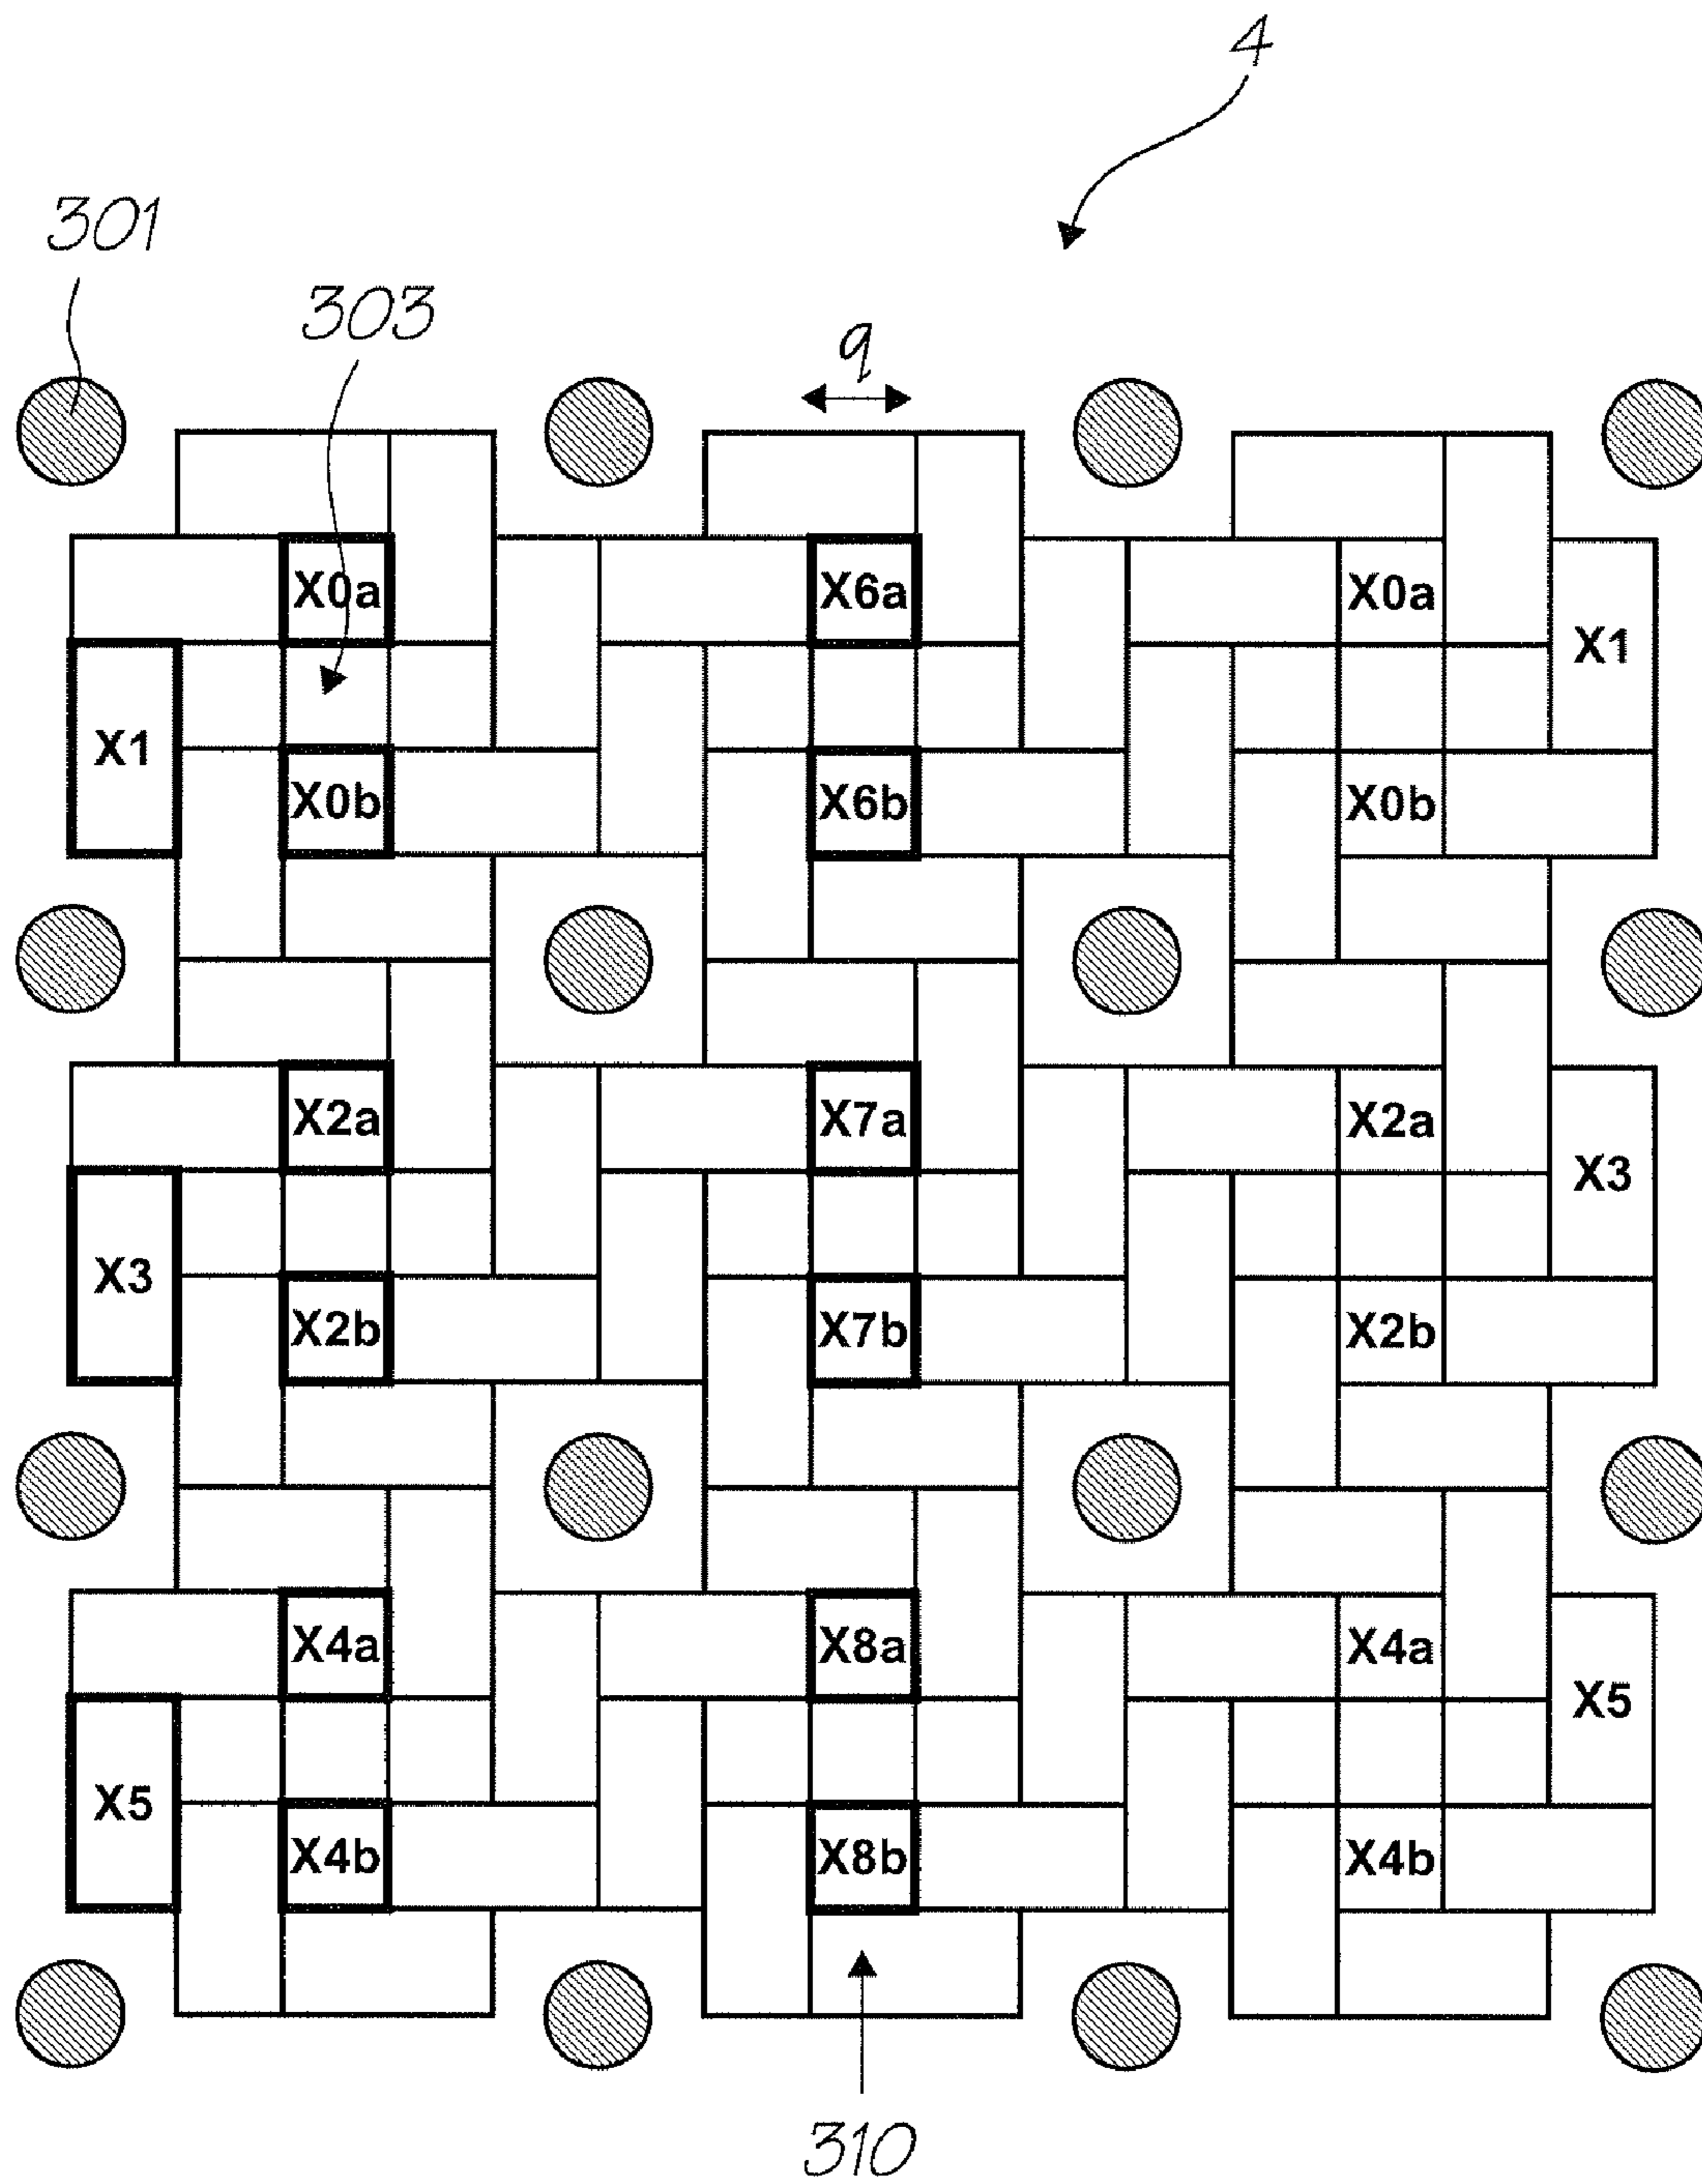 4
301
303
q
X0a X6a X0a
X1
X1
X0b X6b X0b
X2a X7a X2a
X3
X3
X2b X7b X2b
X4a X8a X4a
X5
X5
X4b X8b X4b
310